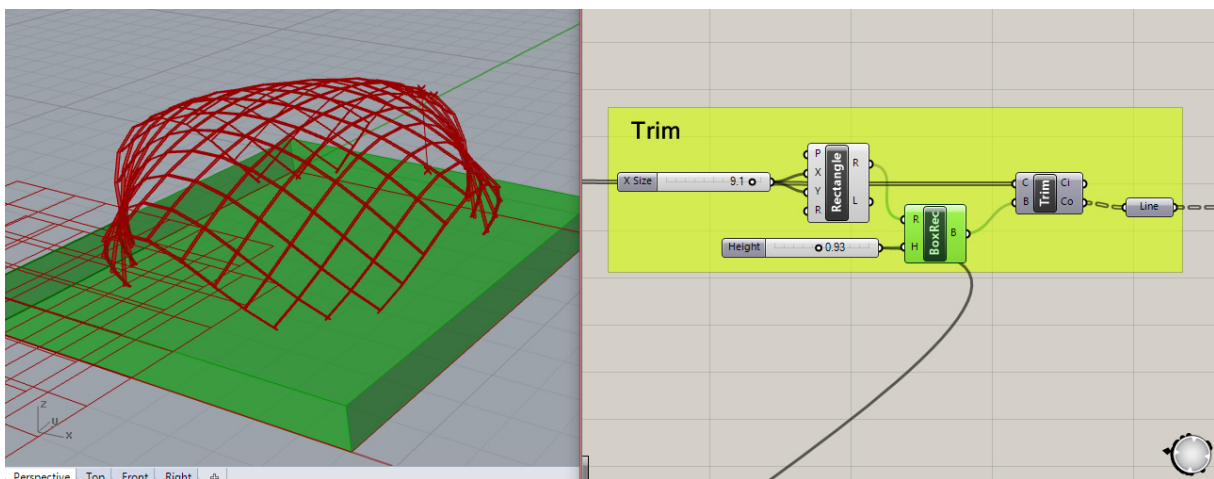 Trim
P
X
Y
R
Rectangle
R
L
X Size
9.1
Height
0.93
R
H
BoxRec
B
C
B
Trim
Ci
Co
Line
z
y
x
Perspective
Top
Front
Right